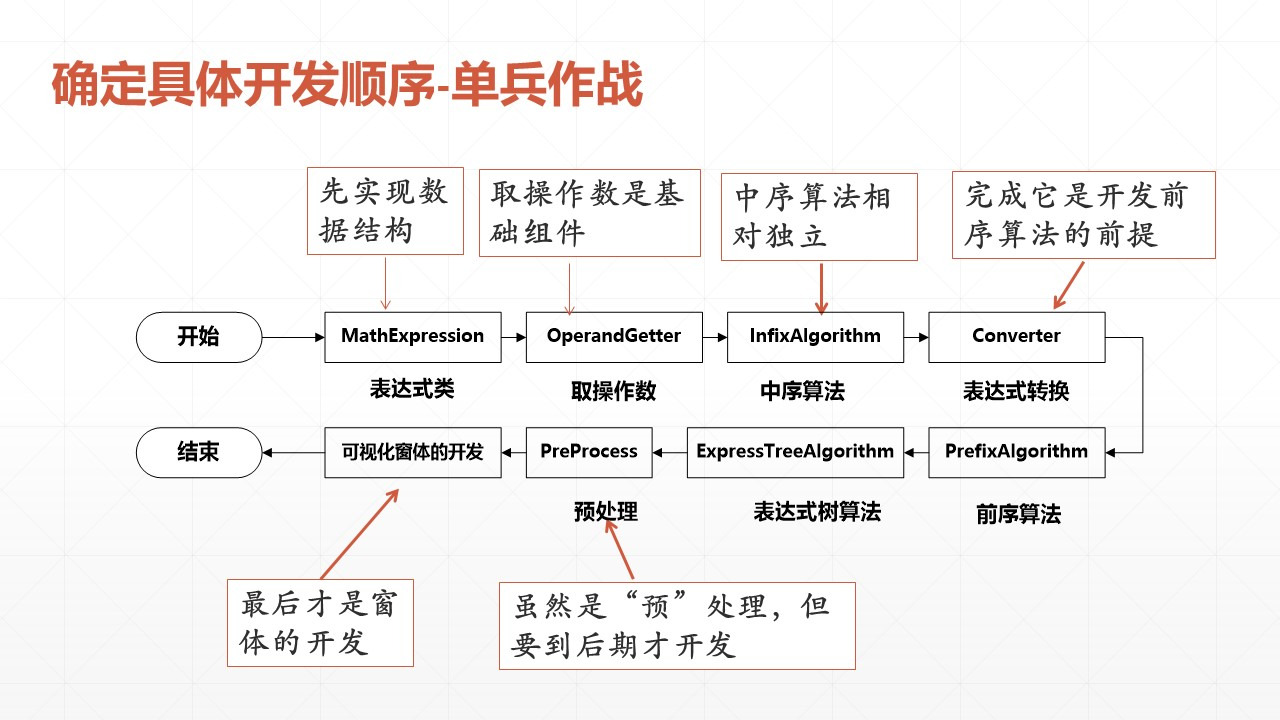 确定具体开发顺序-单兵作战
先实现数
据结构
取操作数是基
础组件
中序算法相
对独立
完成它是开发前
序算法的前提
开始
MathExpression
OperandGetter
InfixAlgorithm
Converter
表达式类
取操作数
中序算法
表达式转换
结束
可视化窗体的开发
PreProcess
ExpressTreeAlgorithm
PrefixAlgorithm
预处理
表达式树算法
前序算法
最后才是窗
体的开发
虽然是“预”处理，但
要到后期才开发